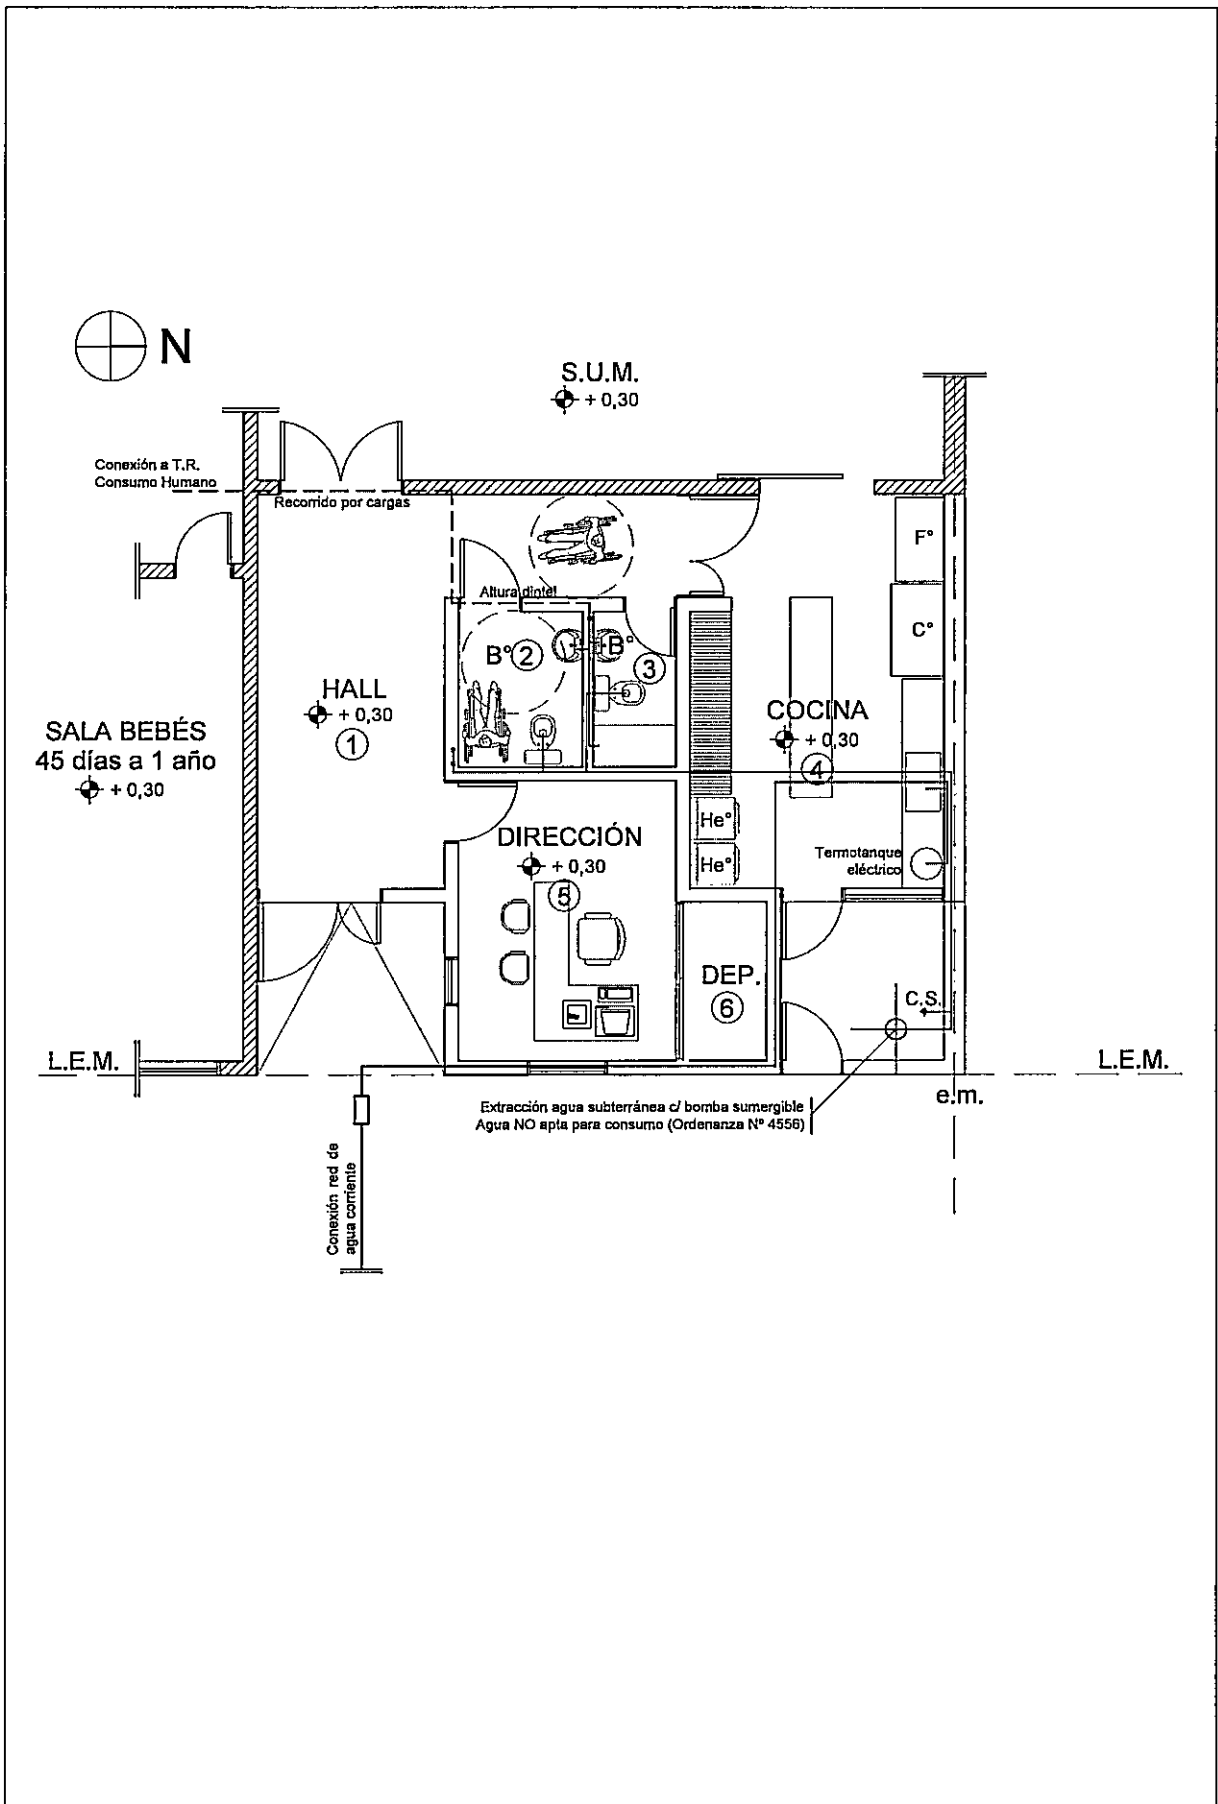 N
S.U.M.
+ 0,30
Conexión a T.R.
Consumo Humano
Recorrido por cargas
F°
Altura dintel
C°
B° 2
B°
3
HALL
+ 0,30
1
COCINA
+ 0,30
4
SALA BEBÉS
45 días a 1 año
+ 0,30
He°
He°
DIRECCIÓN
+ 0,30
5
Termotanque
eléctrico
DEP.
6
C.S.
L.E.M.
L.E.M.
e.m.
Extracción agua subterránea c/ bomba sumergible
Agua NO apta para consumo (Ordenanza Nº 4556)
Conexión red de
agua corriente